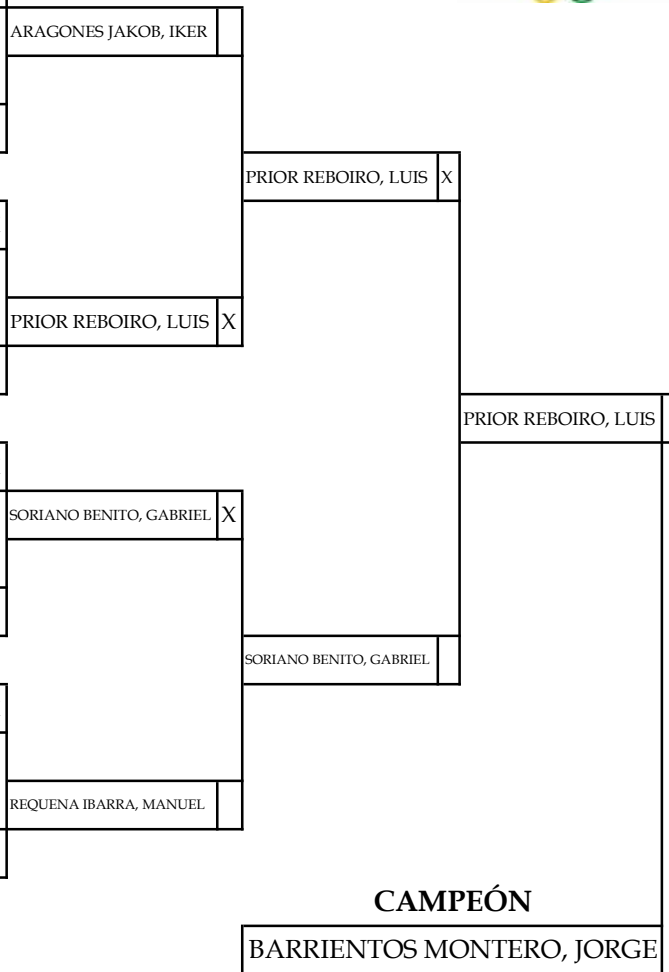 ARAGONES JAKOB, IKER
PRIOR REBOIRO, LUIS X
PRIOR REBOIRO, LUIS X
PRIOR REBOIRO, LUIS
SORIANO BENITO, GABRIEL X
SORIANO BENITO, GABRIEL
REQUENA IBARRA, MANUEL
CAMPEÓN
BARRIENTOS MONTERO, JORGE